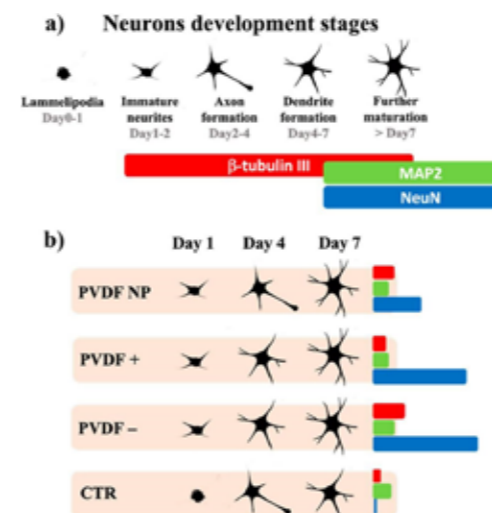 a) Neurons development stages
Lammelipodia
Day0-1
Immature
neurites
Day1-2
Axon
formation
Day2-4
Dendrite
formation
Day4-7
Further
maturation
> Day7
β-tubulin III
MAP2
NeuN
b)
Day 1 Day 4 Day 7
PVDF NP
PVDF +
PVDF –
CTR